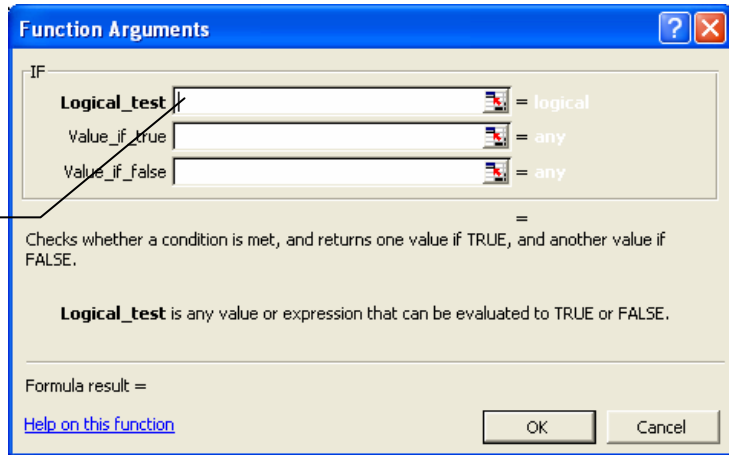 Function Arguments
IF
Logical_test = logical
Value_if_true = any
Value_if_false = any
=
Checks whether a condition is met, and returns one value if TRUE, and another value if
FALSE.
Logical_test is any value or expression that can be evaluated to TRUE or FALSE.
Formula result =
Help on this function
OK Cancel